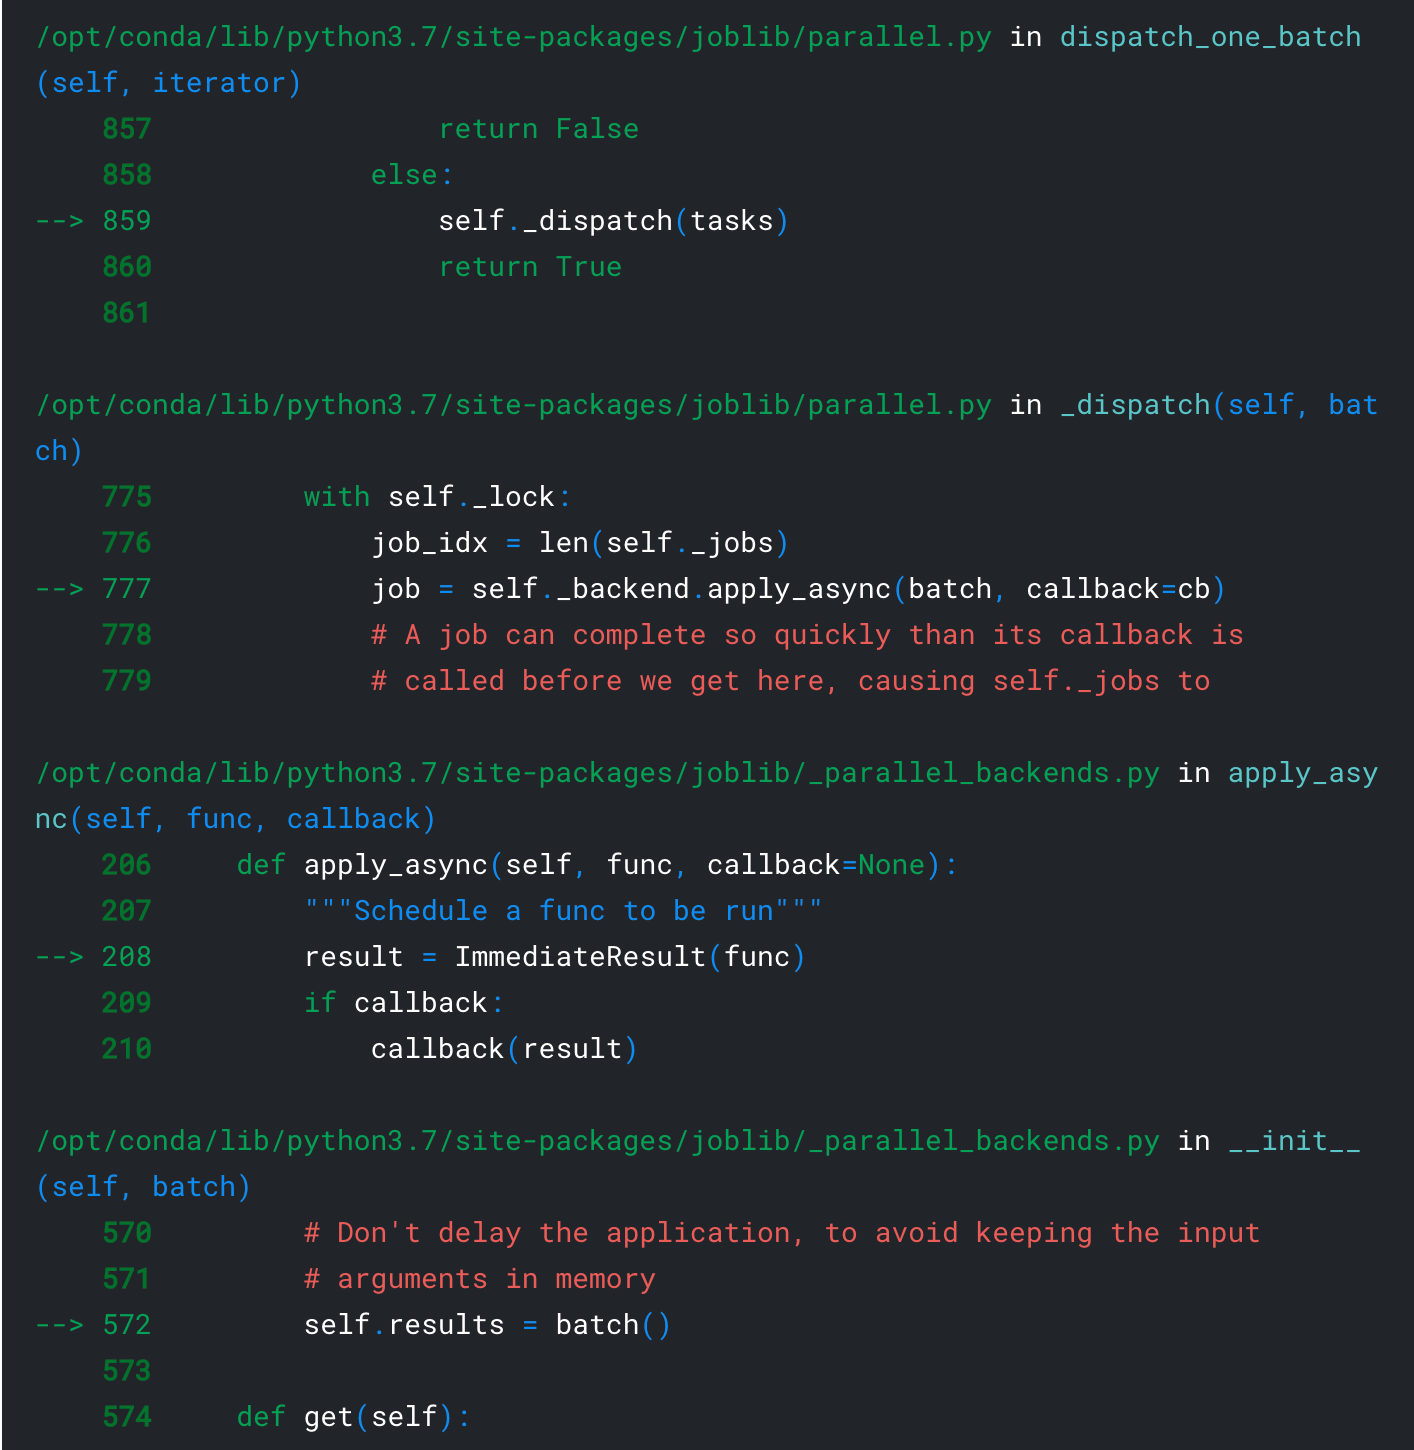 /opt/conda/lib/python3.7/site-packages/joblib/parallel.py in dispatch_one_batch
(self, iterator)
    857                 return False
    858             else:
--> 859                 self._dispatch(tasks)
    860                 return True
    861
/opt/conda/lib/python3.7/site-packages/joblib/parallel.py in _dispatch(self, bat
ch)
    775         with self._lock:
    776             job_idx = len(self._jobs)
--> 777             job = self._backend.apply_async(batch, callback=cb)
    778             # A job can complete so quickly than its callback is
    779             # called before we get here, causing self._jobs to
/opt/conda/lib/python3.7/site-packages/joblib/_parallel_backends.py in apply_asy
nc(self, func, callback)
    206     def apply_async(self, func, callback=None):
    207         """Schedule a func to be run"""
--> 208         result = ImmediateResult(func)
    209         if callback:
    210             callback(result)
/opt/conda/lib/python3.7/site-packages/joblib/_parallel_backends.py in __init__
(self, batch)
    570         # Don't delay the application, to avoid keeping the input
    571         # arguments in memory
--> 572         self.results = batch()
    573
    574     def get(self):